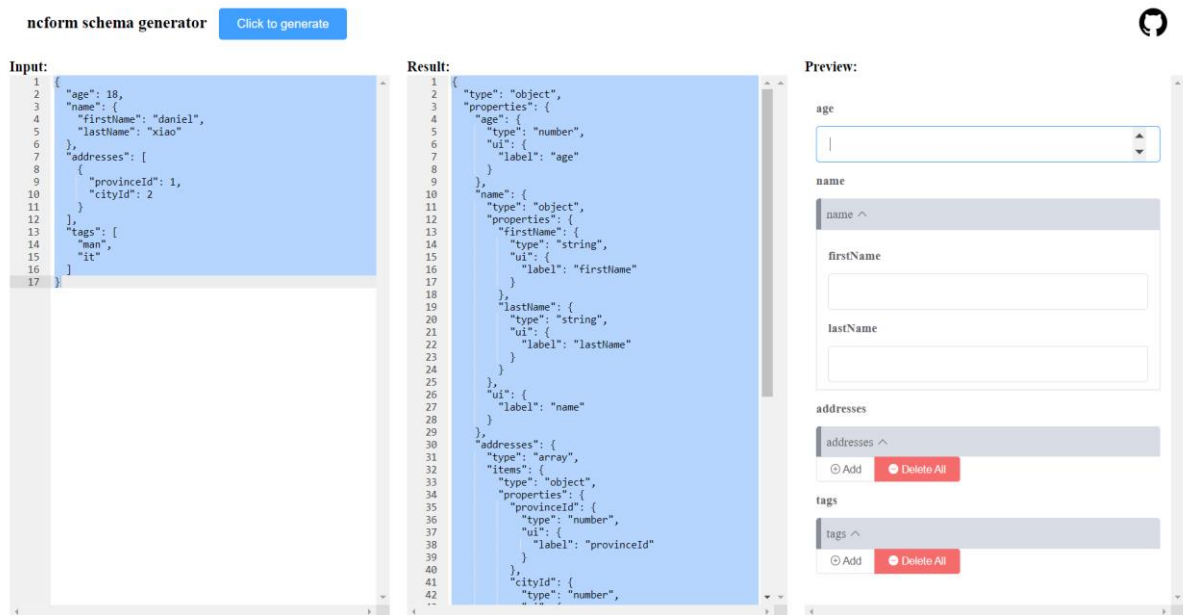 ncform schema generator
Click to generate
Input:
1 {
2 "age": 18,
3 "name": {
4 "firstName": "daniel",
5 "lastName": "xiao"
6 },
7 "addresses": [
8 {
9 "provinceId": 1,
10 "cityId": 2
11 }
12 ],
13 "tags": [
14 "man",
15 "it"
16 ]
17 }
Result:
1 {
2 "type": "object",
3 "properties": {
4 "age": {
5 "type": "number",
6 "ui": {
7 "label": "age"
8 }
9 },
10 "name": {
11 "type": "object",
12 "properties": {
13 "firstName": {
14 "type": "string",
15 "ui": {
16 "label": "firstName"
17 }
18 },
19 "lastName": {
20 "type": "string",
21 "ui": {
22 "label": "lastName"
23 }
24 }
25 },
26 "ui": {
27 "label": "name"
28 }
29 },
30 "addresses": {
31 "type": "array",
32 "items": {
33 "type": "object",
34 "properties": {
35 "provinceId": {
36 "type": "number",
37 "ui": {
38 "label": "provinceId"
39 }
40 },
41 "cityId": {
42 "type": "number",
Preview:
age
name
name
firstName
lastName
addresses
addresses
Add Delete All
tags
tags
Add Delete All